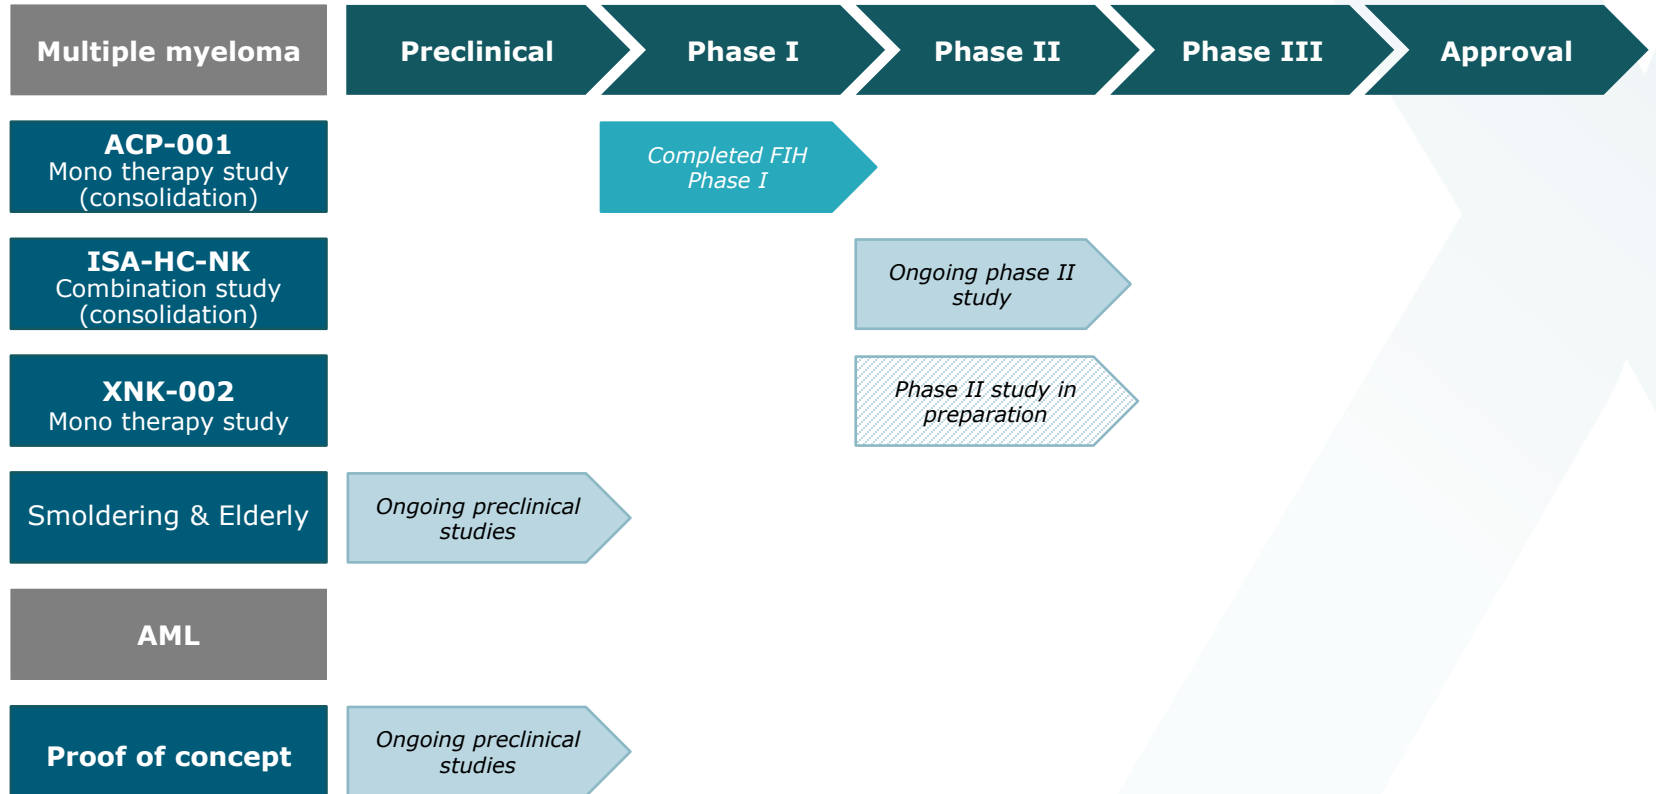 Multiple myeloma
Preclinical
Phase I
Phase II
Phase III
Approval
ACP-001
Mono therapy study
(consolidation)
Completed FIH
Phase I
ISA-HC-NK
Combination study
(consolidation)
Ongoing phase II
study
XNK-002
Mono therapy study
Phase II study in
preparation
Smoldering & Elderly
Ongoing preclinical
studies
AML
Proof of concept
Ongoing preclinical
studies